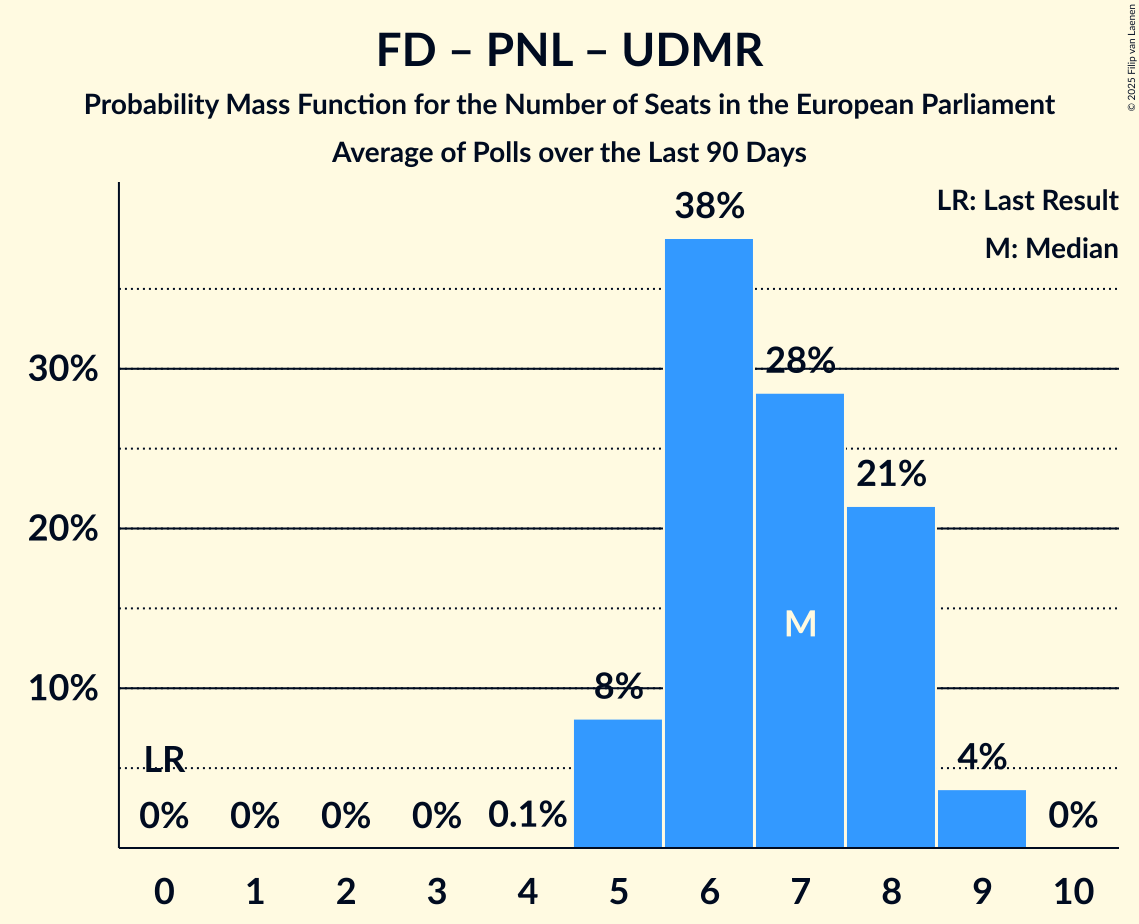 FD – PNL – UDMR
Probability Mass Function for the Number of Seats in the European Parliament
Average of Polls over the Last 90 Days
© 2025 Filip van Laenen
LR: Last Result
M: Median
38%
30%
28%
21%
20%
M
10%
8%
LR
4%
0%
0%
0%
0%
0.1%
0%
0 1 2 3 4 5 6 7 8 9 10